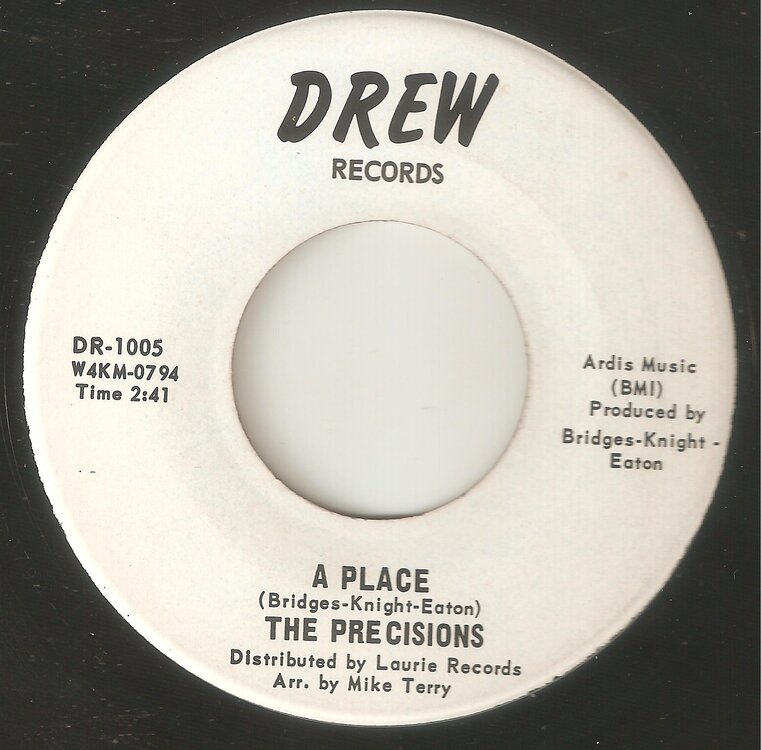 DREW
RECORDS
DR-1005
W4KM-0794
Time 2:41
Ardis Music
(BMI)
Produced by
Bridges-Knight -
Eaton
A PLACE
(Bridges-Knight-Eaton)
THE PRECISIONS
Distributed by Laurie Records
Arr. by Mike Terry